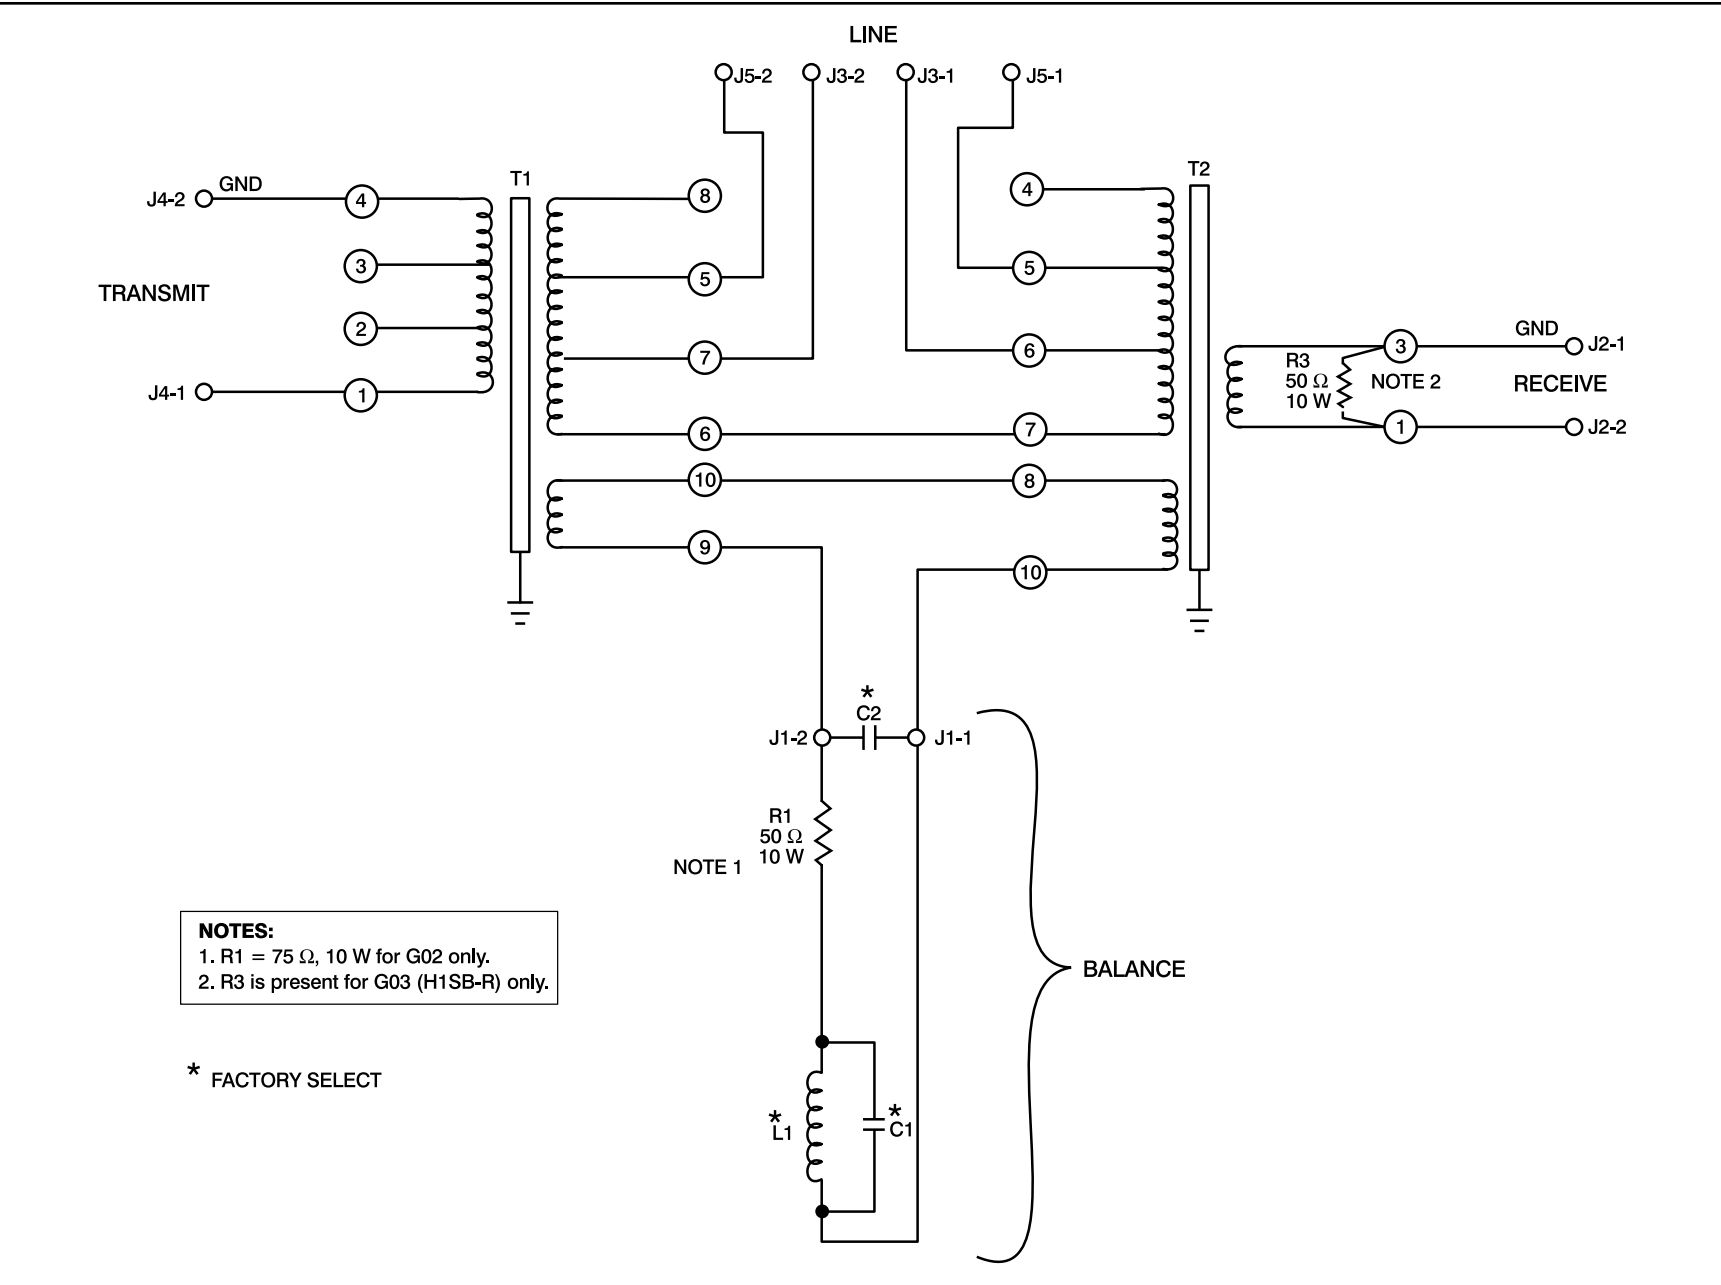 LINE
J5-2
J3-2
J3-1
J5-1
T1
T2
J4-2
GND
4
8
4
3
5
5
TRANSMIT
2
7
6
GND
3
J2-1
R3
50 Ω
10 W
NOTE 2
RECEIVE
J4-1
1
6
7
1
J2-2
10
8
9
10
*
C2
J1-2
J1-1
R1
50 Ω
10 W
NOTE 1
NOTES:
1. R1 = 75 Ω, 10 W for G02 only.
2. R3 is present for G03 (H1SB-R) only.
BALANCE
* FACTORY SELECT
*
L1
*
C1